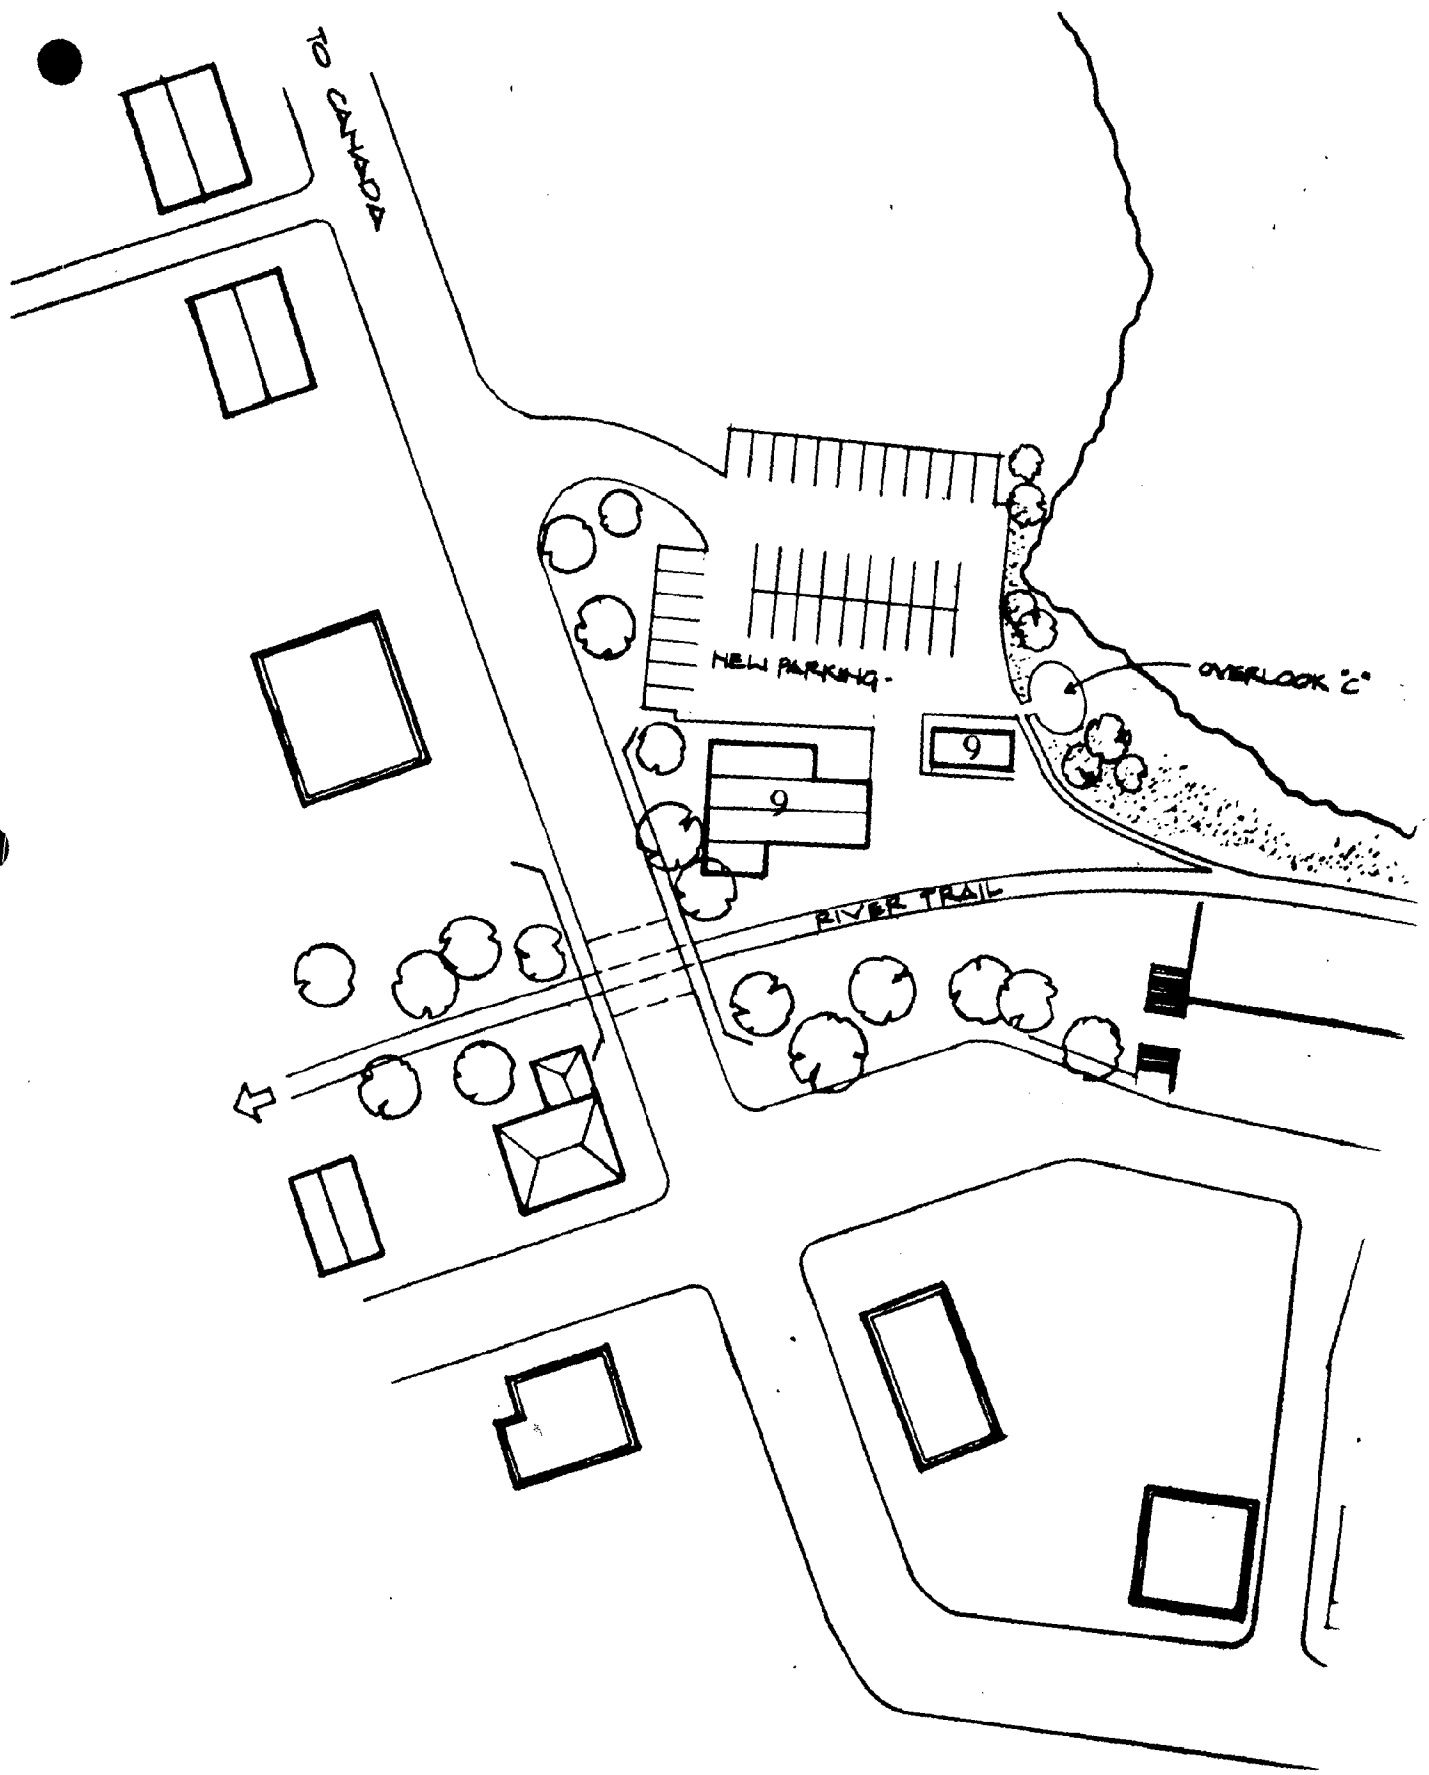 TO CANADA
NEW PARKING.
OVERLOOK "C"
9
9
RIVER TRAIL